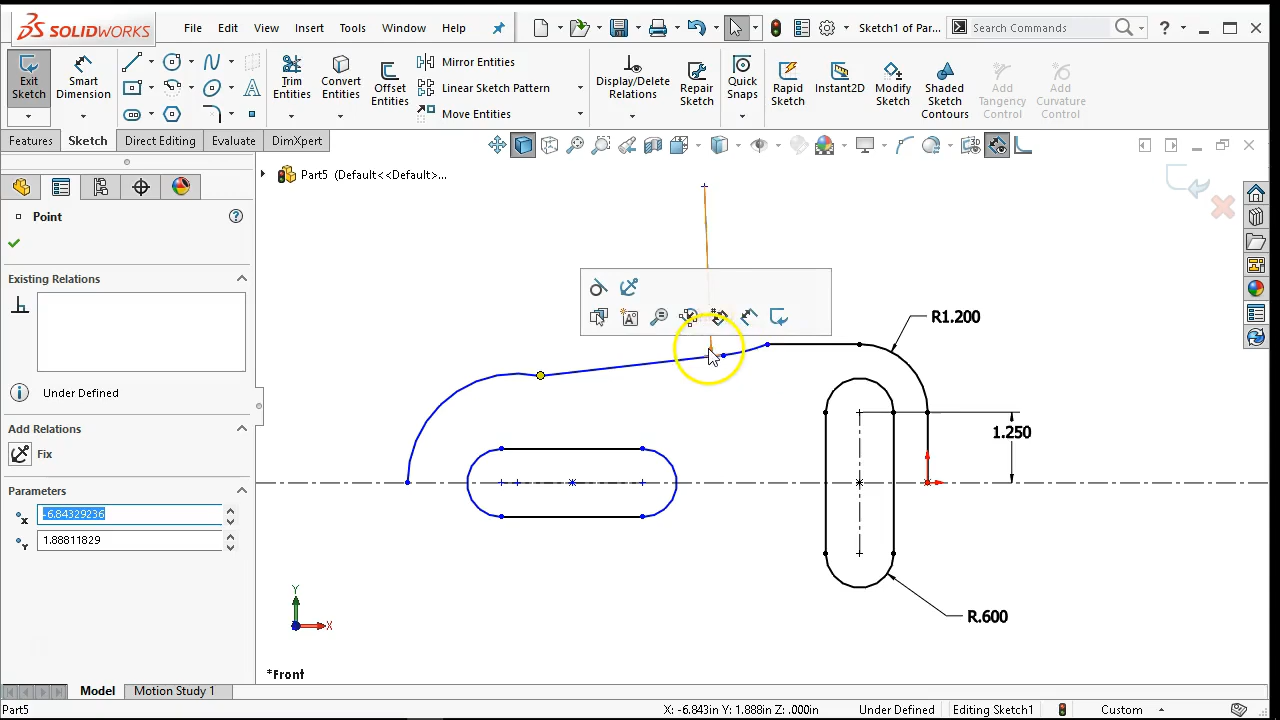 SOLIDWORKS
File Edit View Insert Tools Window Help
Sketch1 of Par...
Search Commands
?
Exit Sketch
Smart Dimension
Trim Entities
Convert Entities
Offset Entities
Mirror Entities
Linear Sketch Pattern
Move Entities
Display/Delete Relations
Repair Sketch
Quick Snaps
Rapid Sketch
Instant2D
Modify Sketch
Shaded Sketch Contours
Add Tangency Control
Add Curvature Control
Features Sketch Direct Editing Evaluate DimXpert
Part5 (Default<<Default>...
Point
Existing Relations
Under Defined
Add Relations
Fix
Parameters
X -6.84329236
Y 1.88811829
R1.200
1.250
R.600
Y
X
*Front
Model Motion Study 1
Part5 X: -6.843in Y: 1.888in Z: .000in Under Defined Editing Sketch1 Custom